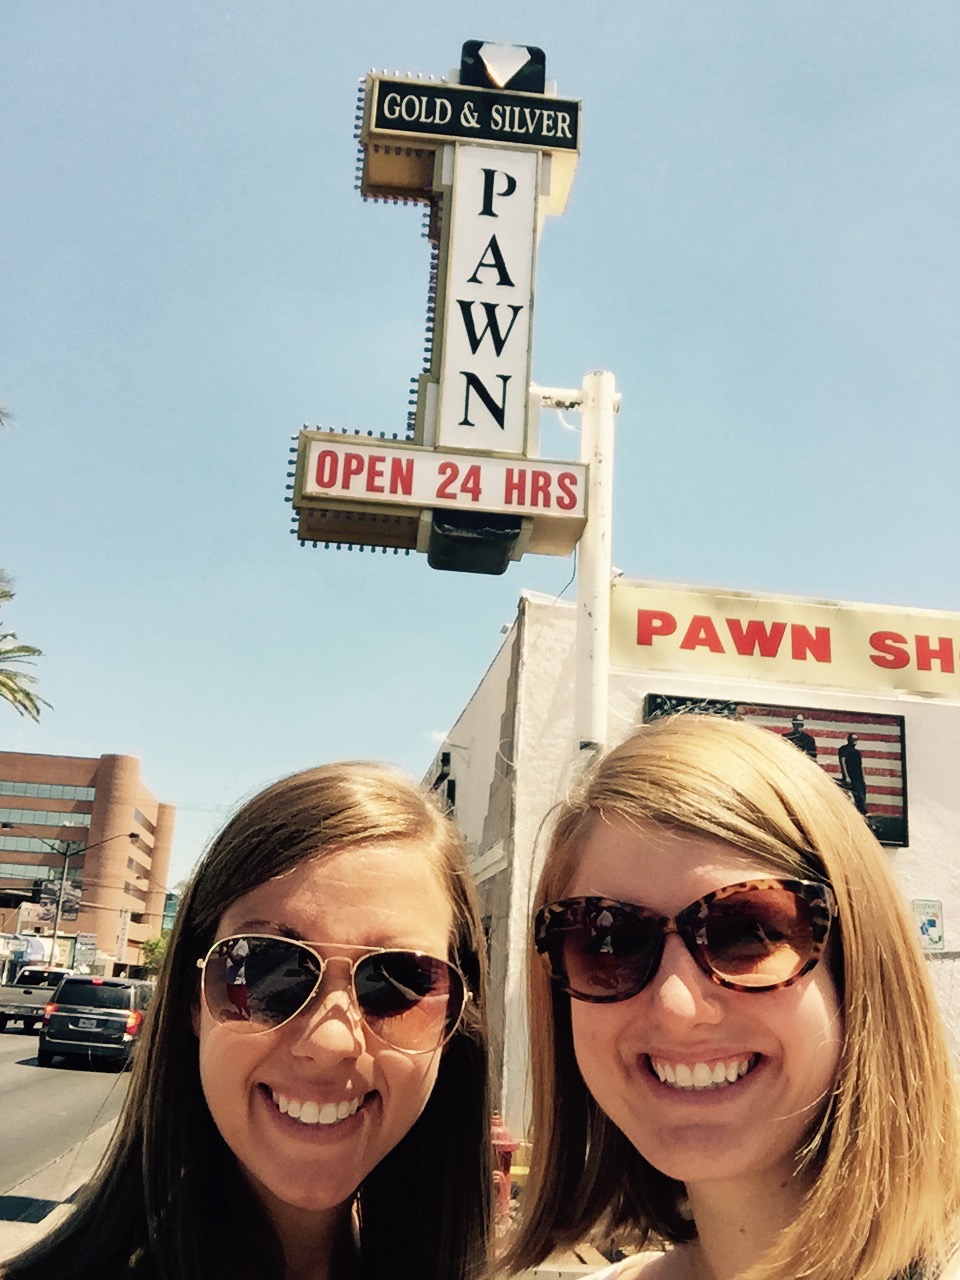 GOLD & SILVER
PAWN
OPEN 24 HRS
PAWN SH